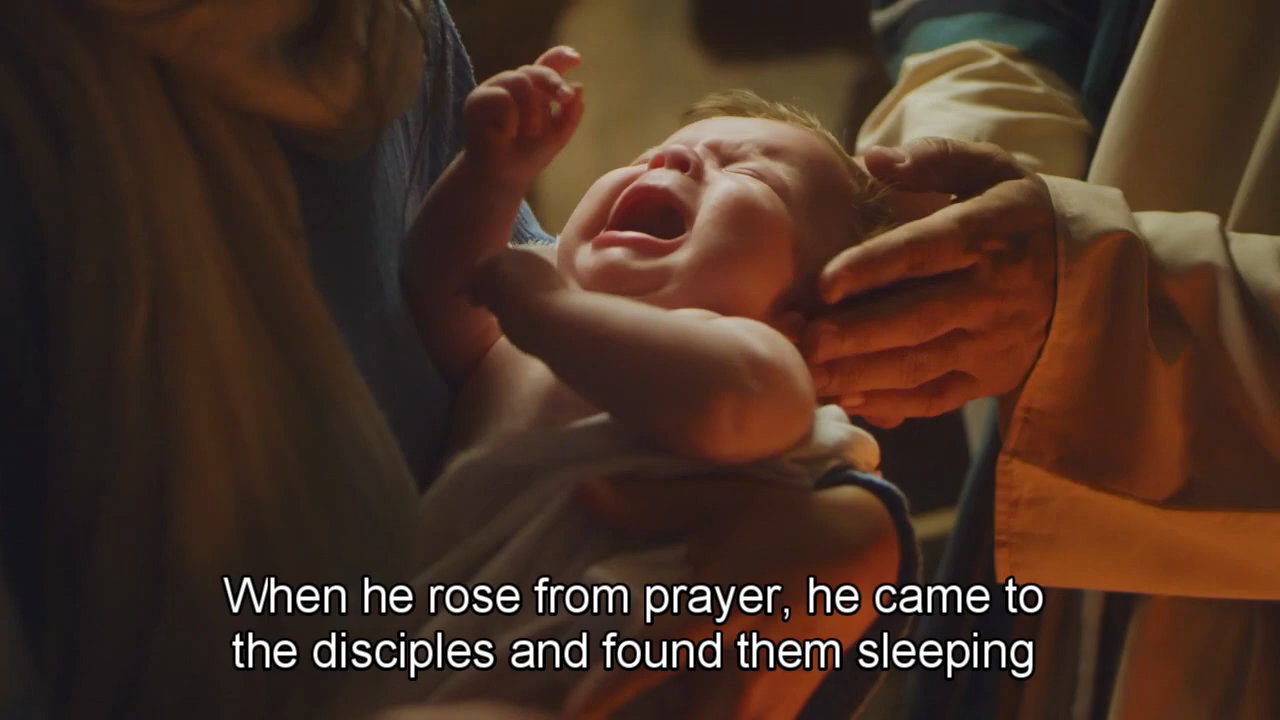 When he rose from prayer, he came to
the disciples and found them sleeping